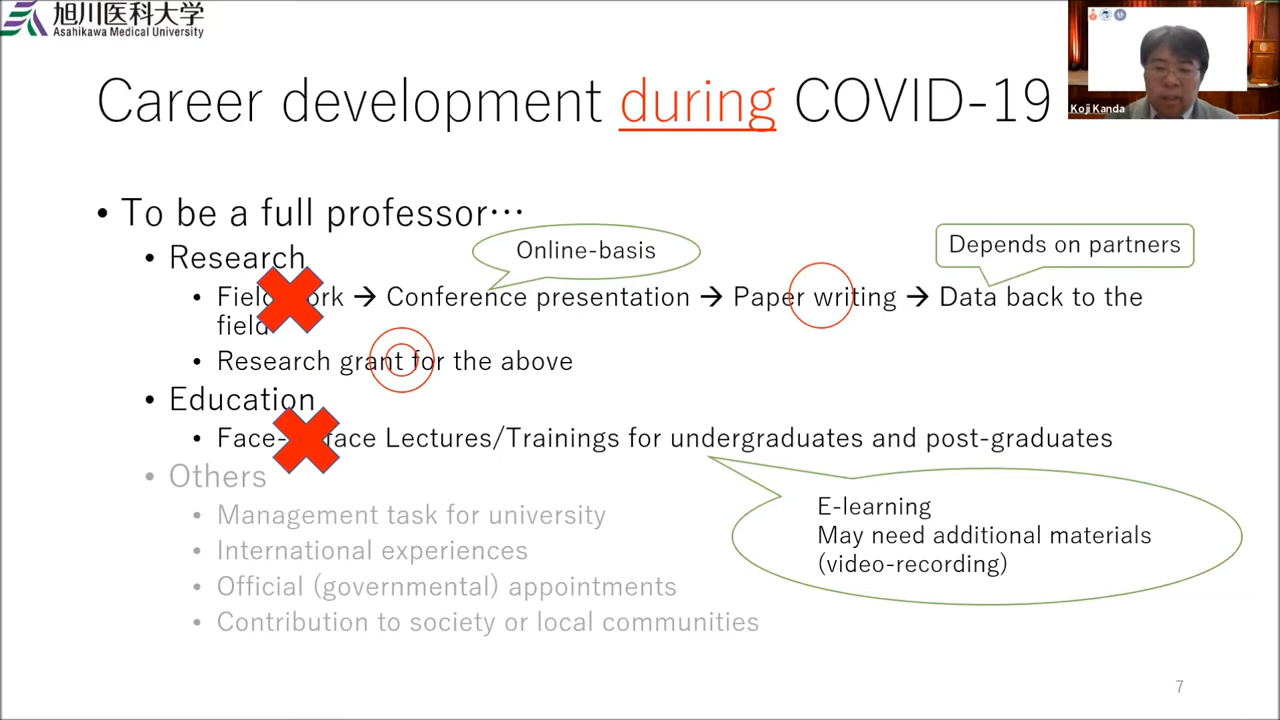 旭川医科大学
Asahikawa Medical University
Koji Kanda
Career development during COVID-19
• To be a full professor…
• Research
Online-basis
Depends on partners
• Field work → Conference presentation → Paper writing → Data back to the
field
• Research grant for the above
• Education
• Face-to-face Lectures/Trainings for undergraduates and post-graduates
• Others
E-learning
May need additional materials
(video-recording)
• Management task for university
• International experiences
• Official (governmental) appointments
• Contribution to society or local communities
7